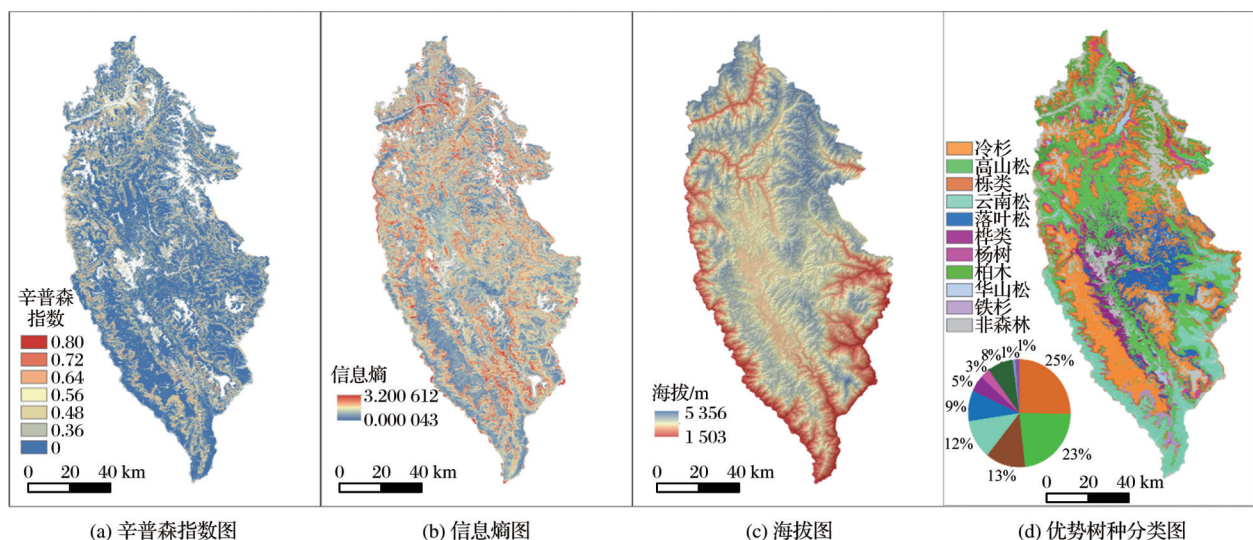 辛普森
指数
0.80
0.72
0.64
0.56
0.48
0.36
0
0 20 40 km
(a) 辛普森指数图
信息熵
3.200 612
0.000 043
0 20 40 km
(b) 信息熵图
海拔/m
5 356
1 503
0 20 40 km
(c) 海拔图
冷杉
高山松
栎类
云南松
落叶松
桦类
杨树
柏木
华山松
铁杉
非森林
25%
23%
13%
12%
9%
5%
3%
8%
1%
1%
0 20 40 km
(d) 优势树种分类图